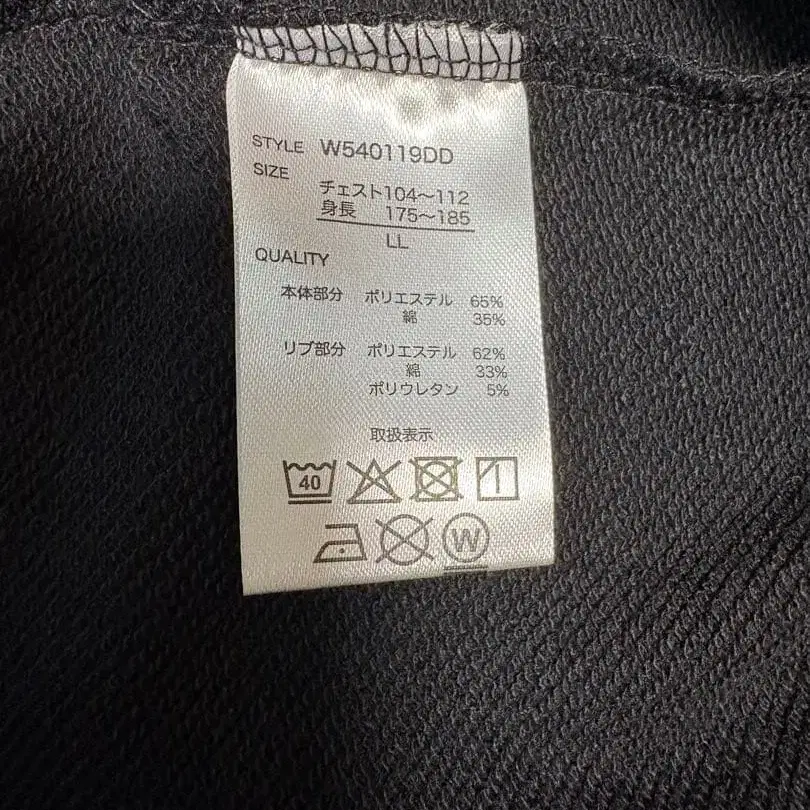 STYLE W540119DD
SIZE
チェスト104～112
身長 175～185
LL
QUALITY
本体部分 ポリエステル 65%
綿 35%
リブ部分 ポリエステル 62%
綿 33%
ポリウレタン 5%
取扱表示
40
W